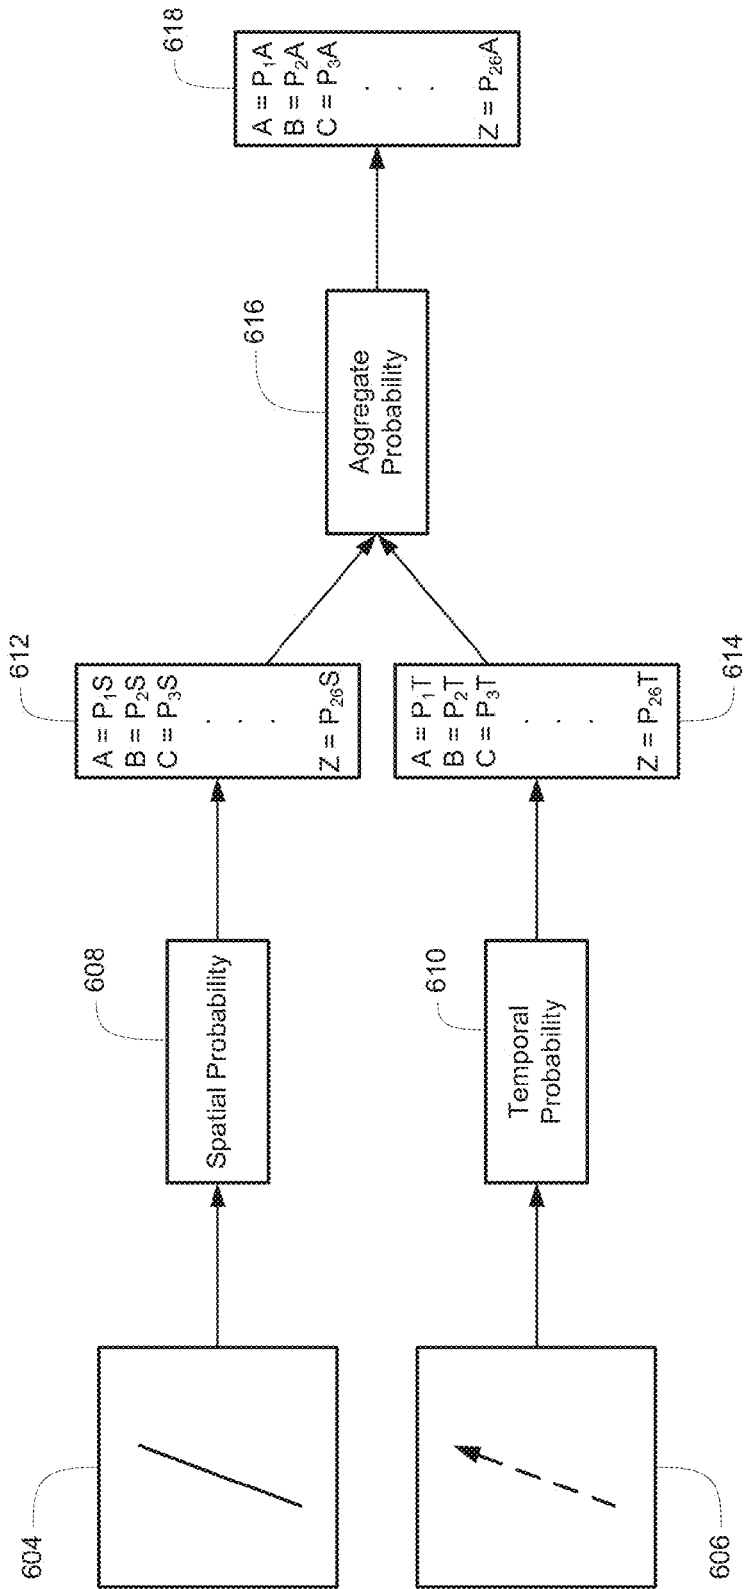 604
608
Spatial Probability
612
A = P₁S
B = P₂S
C = P₃S
. . .
Z = P₂₆S
606
610
Temporal
Probability
614
A = P₁T
B = P₂T
C = P₃T
. . .
Z = P₂₆T
616
Aggregate
Probability
618
A = P₁A
B = P₂A
C = P₃A
. . .
Z = P₂₆A